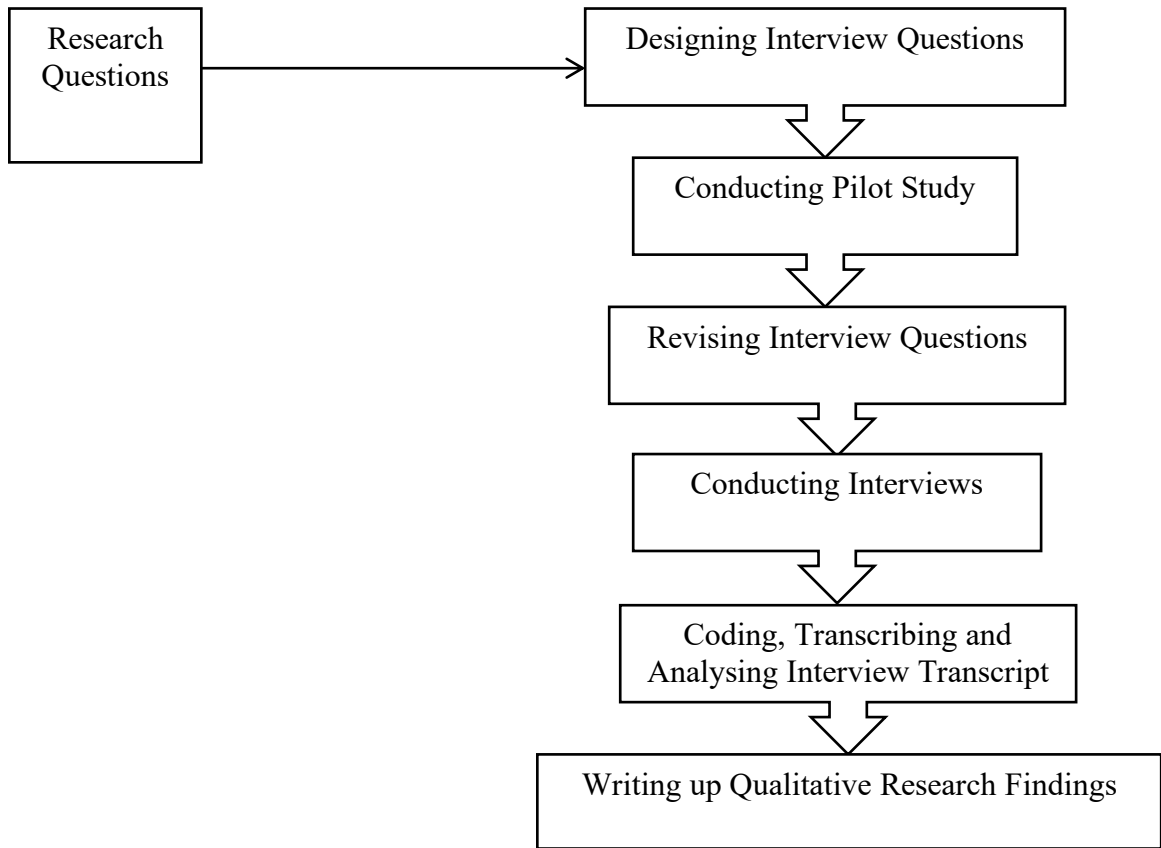 Research
Questions
Designing Interview Questions
Conducting Pilot Study
Revising Interview Questions
Conducting Interviews
Coding, Transcribing and
Analysing Interview Transcript
Writing up Qualitative Research Findings